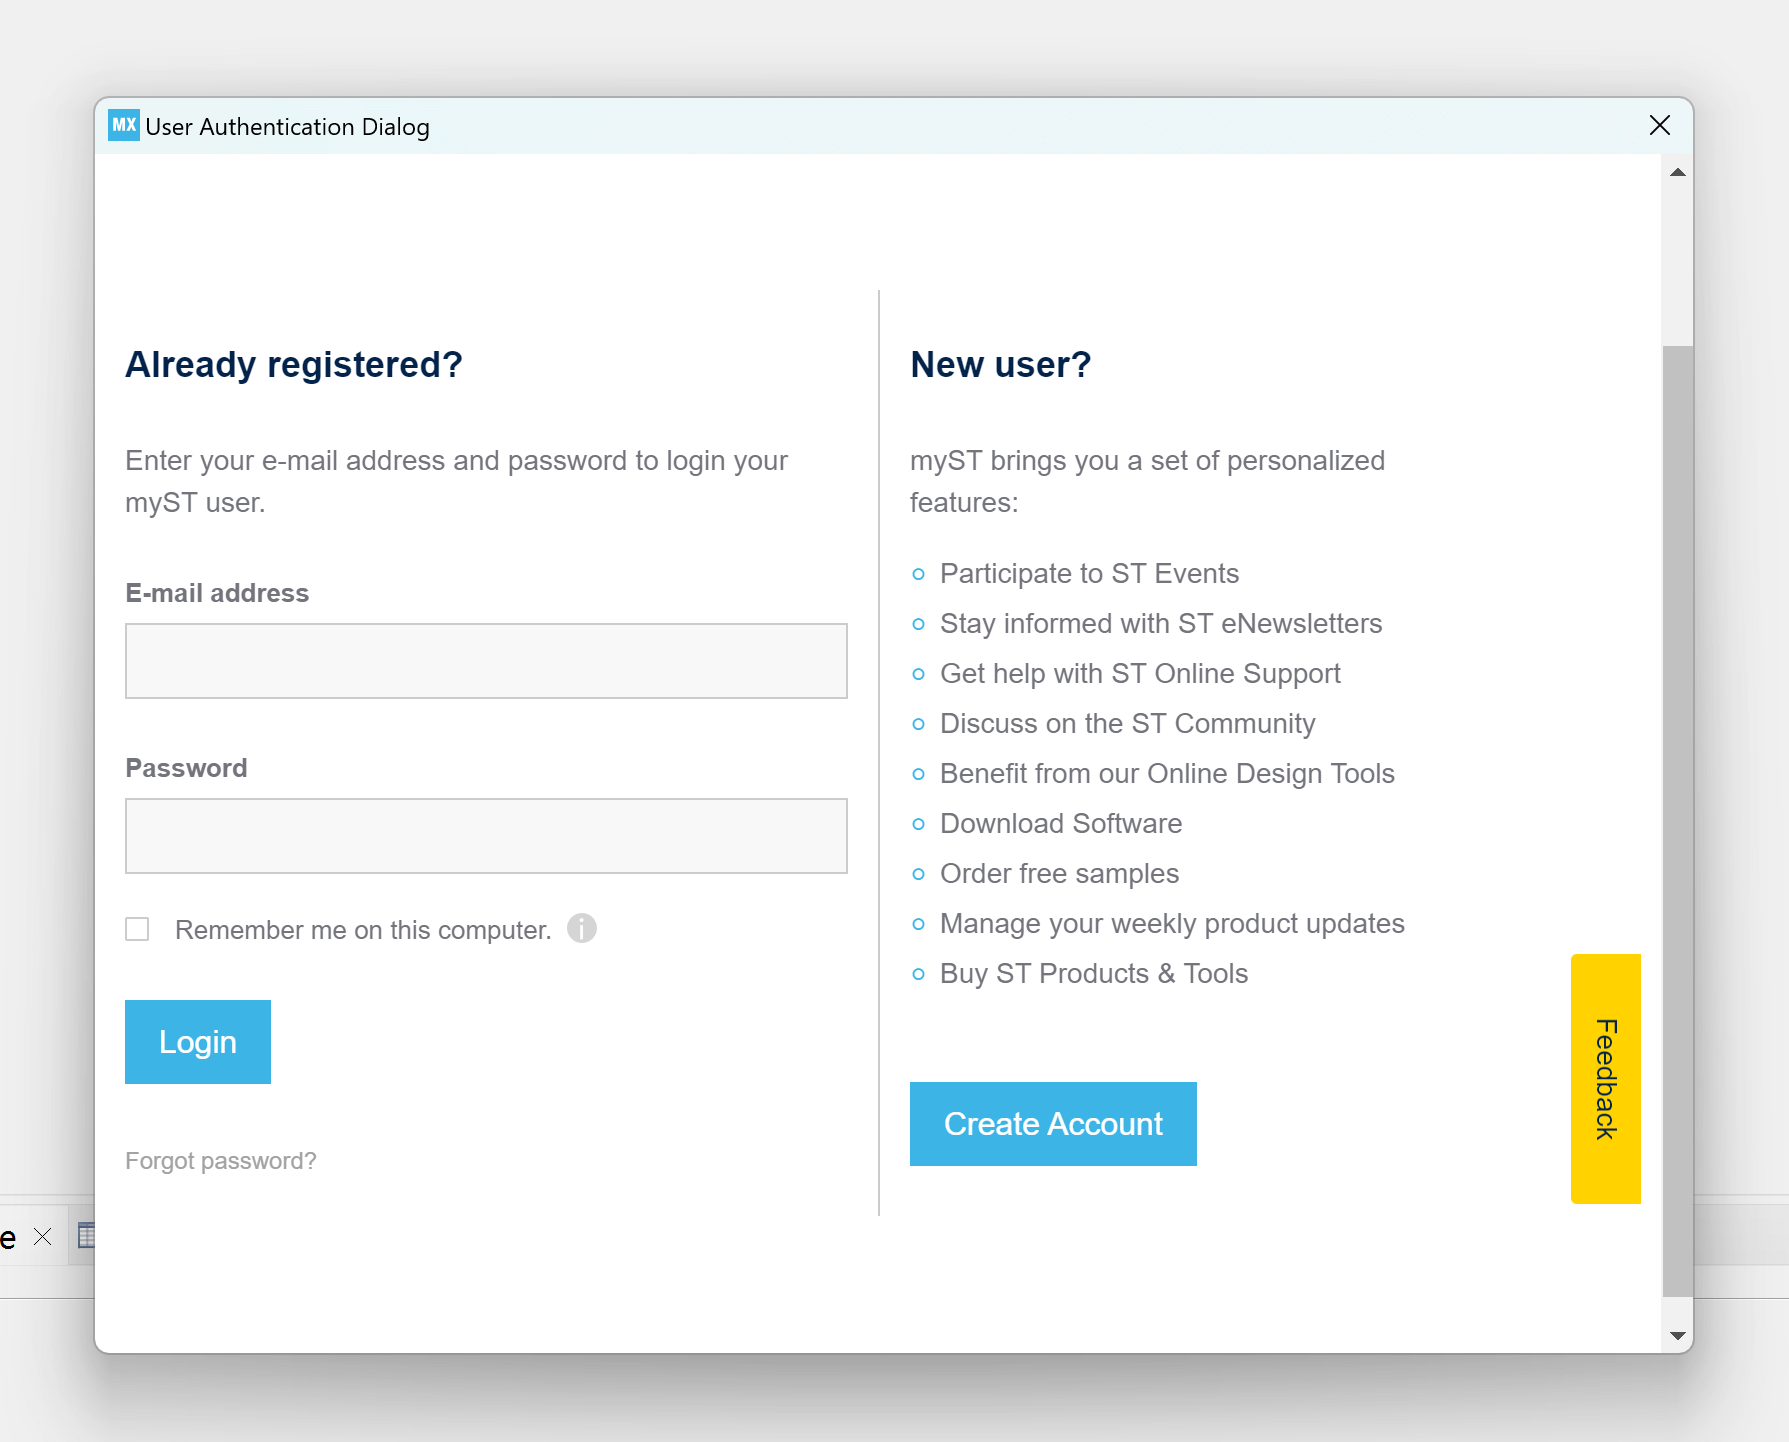 MX User Authentication Dialog
Already registered?
Enter your e-mail address and password to login your
myST user.
E-mail address
Password
Remember me on this computer.
Login
Forgot password?
New user?
myST brings you a set of personalized
features:
Participate to ST Events
Stay informed with ST eNewsletters
Get help with ST Online Support
Discuss on the ST Community
Benefit from our Online Design Tools
Download Software
Order free samples
Manage your weekly product updates
Buy ST Products & Tools
Create Account
Feedback
e